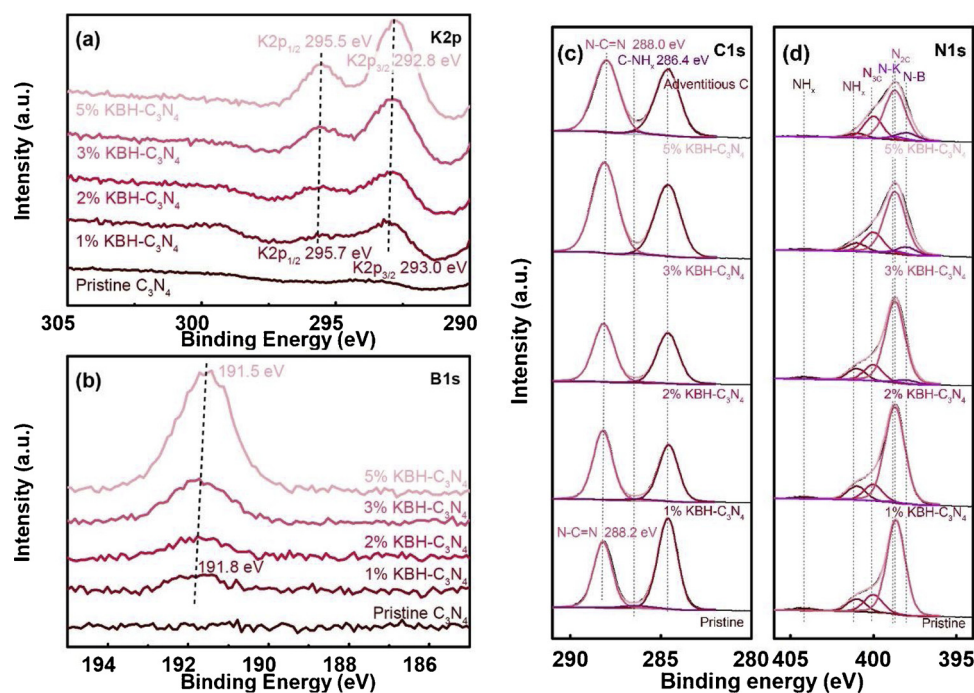 (a)
K2p
K2p1/2 295.5 eV
K2p3/2 292.8 eV
5% KBH-C3N4
3% KBH-C3N4
2% KBH-C3N4
1% KBH-C3N4
K2p1/2 295.7 eV
K2p3/2 293.0 eV
Pristine C3N4
Intensity (a.u.)
305 300 295 290
Binding Energy (eV)
(b)
B1s
191.5 eV
5% KBH-C3N4
3% KBH-C3N4
2% KBH-C3N4
1% KBH-C3N4
191.8 eV
Pristine C3N4
Intensity (a.u.)
194 192 190 188 186
Binding Energy (eV)
(c)
C1s
N-C=N 288.0 eV
C-NHx 286.4 eV
Adventitious C
5% KBH-C3N4
3% KBH-C3N4
2% KBH-C3N4
1% KBH-C3N4
N-C=N 288.2 eV
Pristine
Intensity (a.u.)
290 288 286 284 282 280
(d)
N1s
N2C
N-K
N3C
N-B
NHx
NHx
5% KBH-C3N4
3% KBH-C3N4
2% KBH-C3N4
1% KBH-C3N4
Pristine
405 400 395
Binding energy (eV)